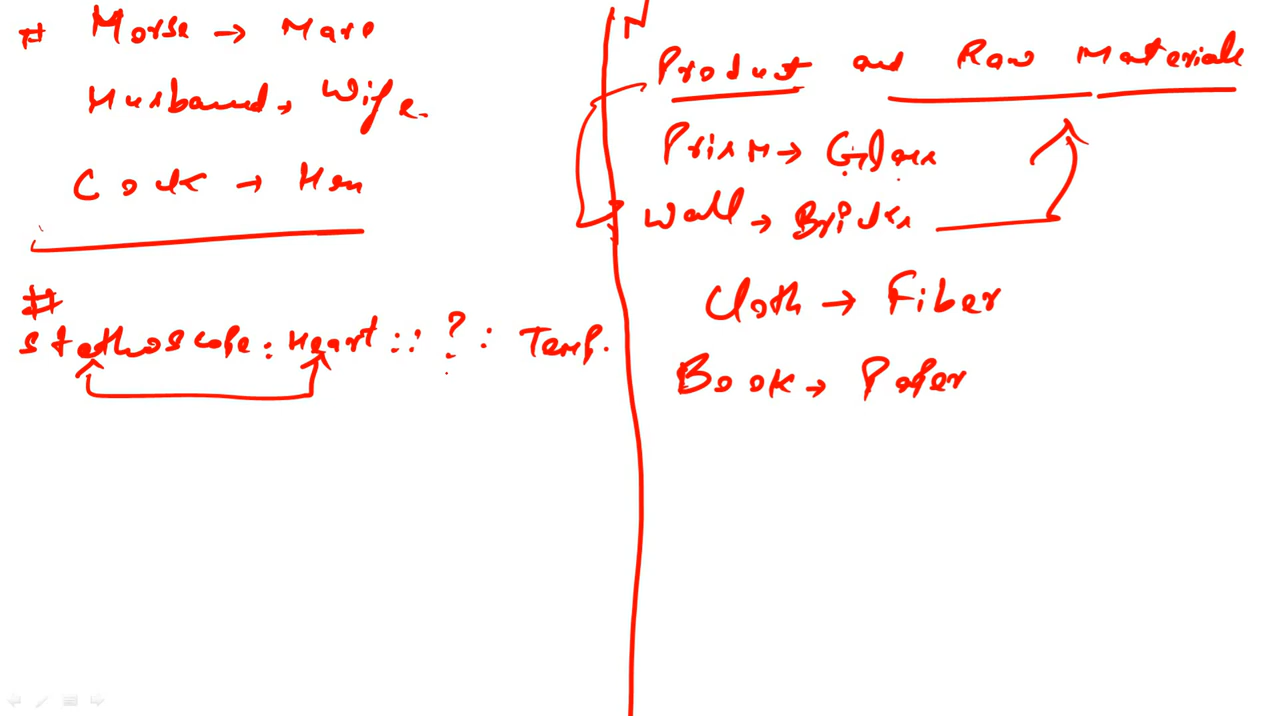 # Horse → Mare
Husband, Wife.
Cock → Hen
#
Stethoscope : Heart :: ? : Temp.
N
Product and Raw Materials
Prism → Glass
Wall → Bricks
Cloth → Fiber
Book → Paper